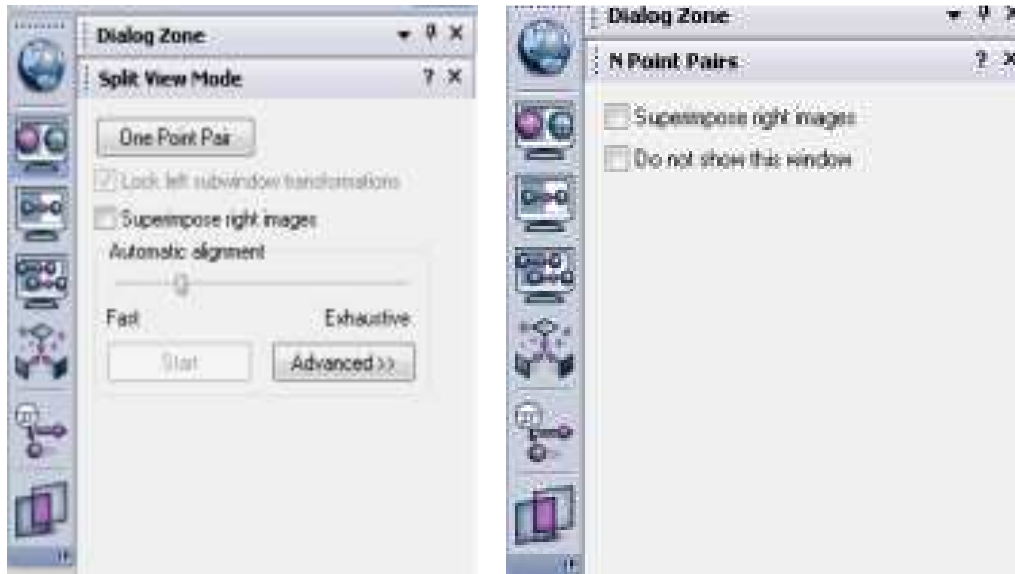 Dialog Zone
Split View Mode
One Point Pair
Lock left subwindow transformations
Superimpose right images
Automatic alignment
Fast Exhaustive
Start Advanced >>
Dialog Zone
N Point Pairs
Superimpose right images
Do not show this window